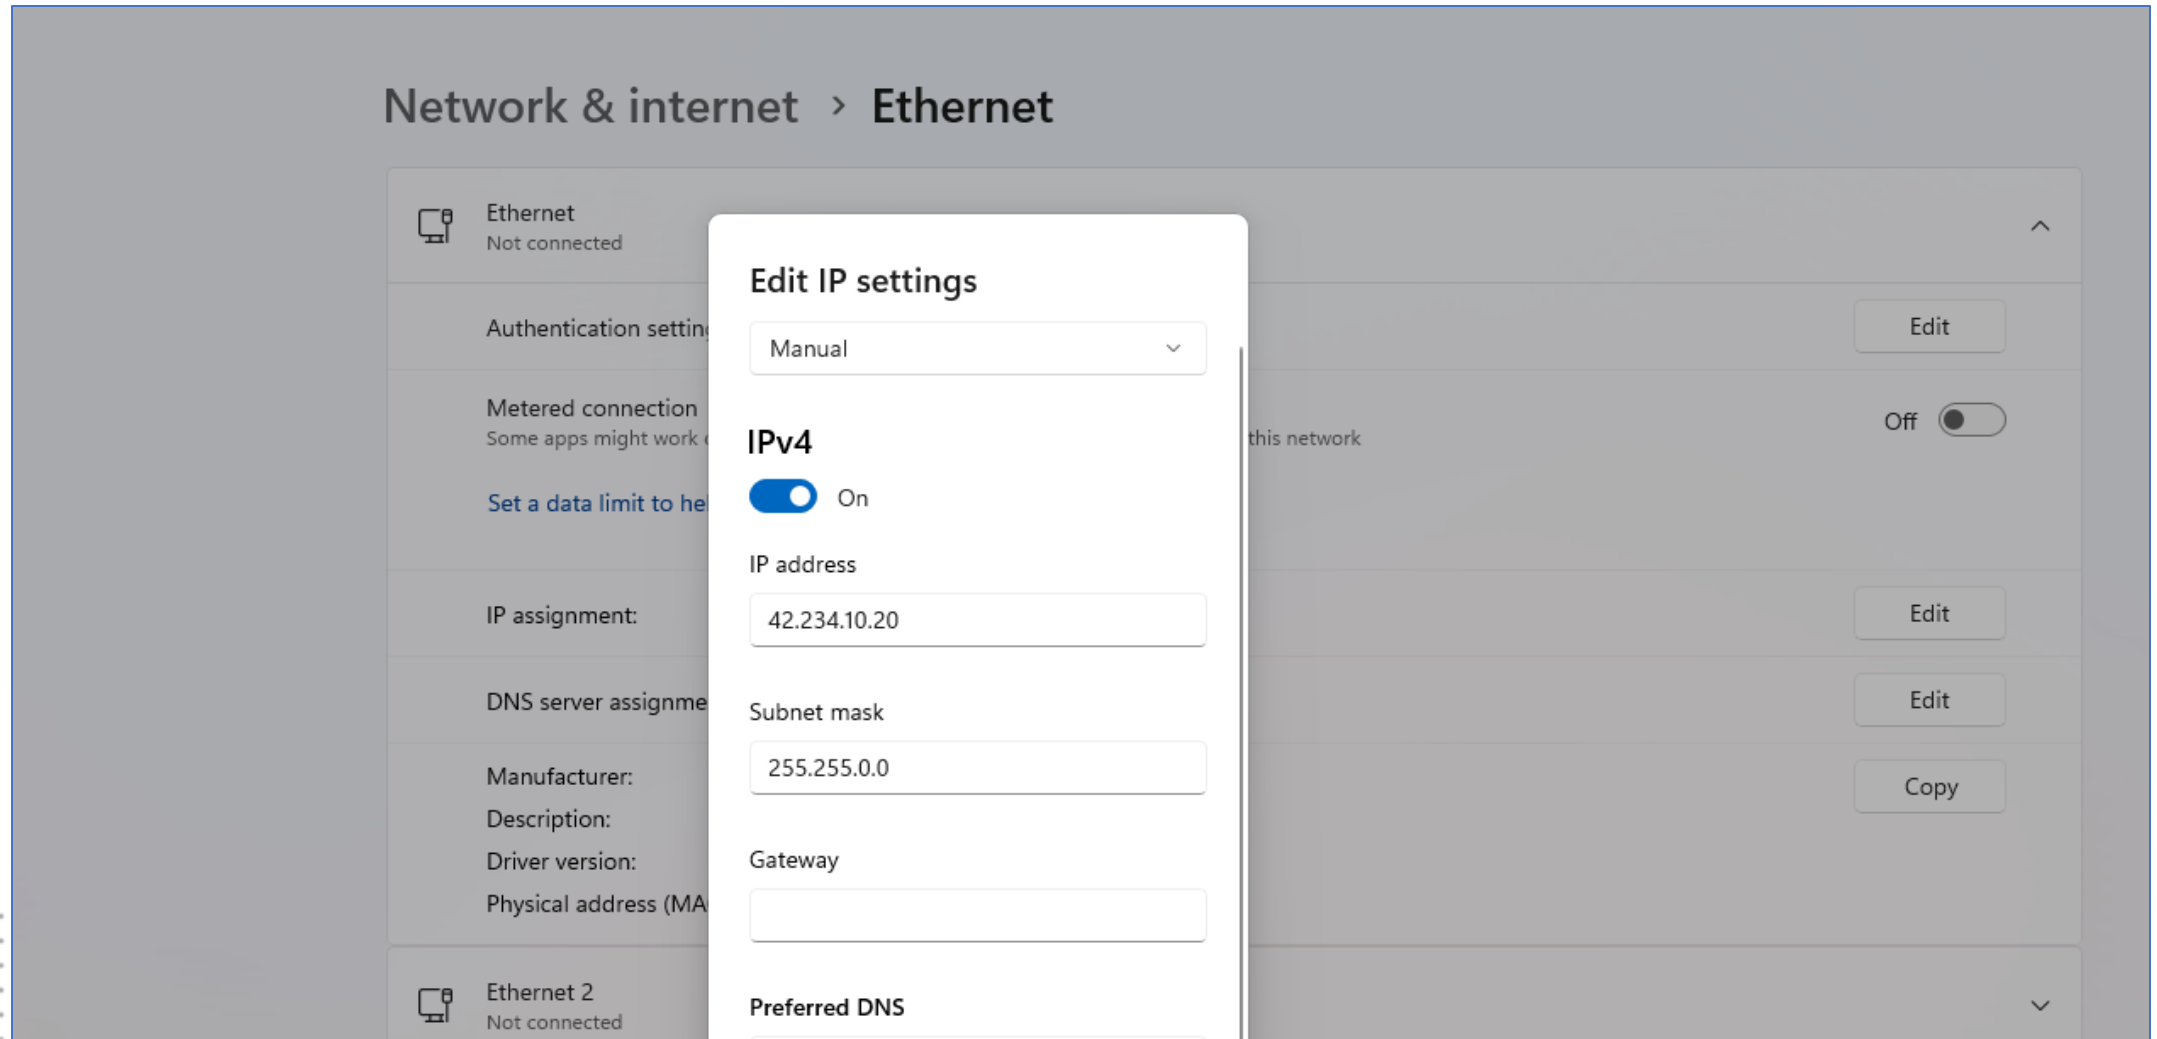 Network & internet > Ethernet
Ethernet
Not connected
Authentication setting
Edit
Metered connection
Some apps might work
this network
Off
Set a data limit to hel
IP assignment:
Edit
DNS server assignme
Edit
Manufacturer:
Copy
Description:
Driver version:
Physical address (MA
Ethernet 2
Not connected
Edit IP settings
Manual
IPv4
On
IP address
42.234.10.20
Subnet mask
255.255.0.0
Gateway
Preferred DNS